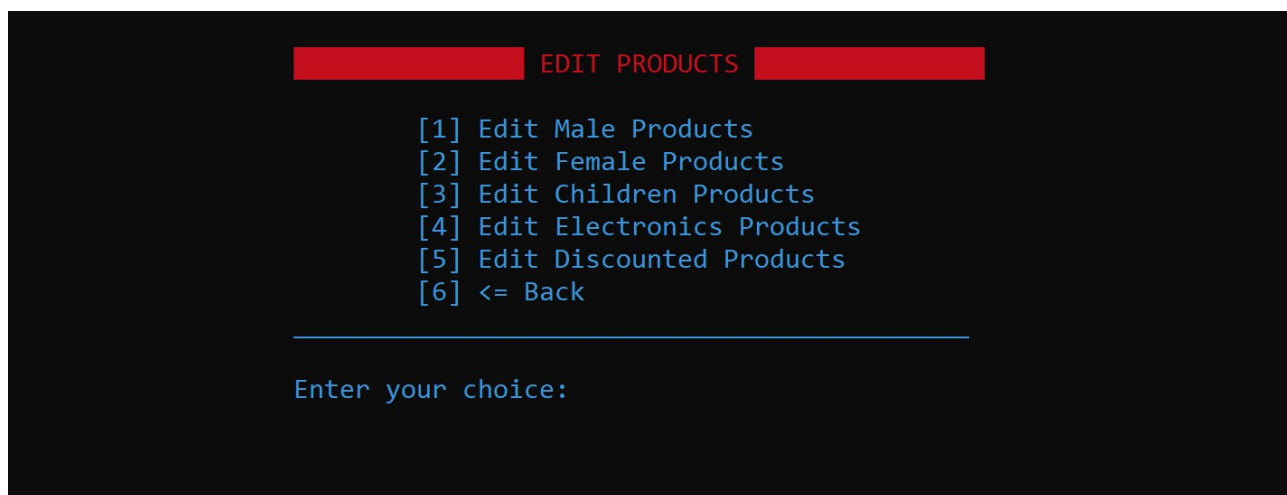 EDIT PRODUCTS
[1] Edit Male Products
[2] Edit Female Products
[3] Edit Children Products
[4] Edit Electronics Products
[5] Edit Discounted Products
[6] <= Back
Enter your choice: